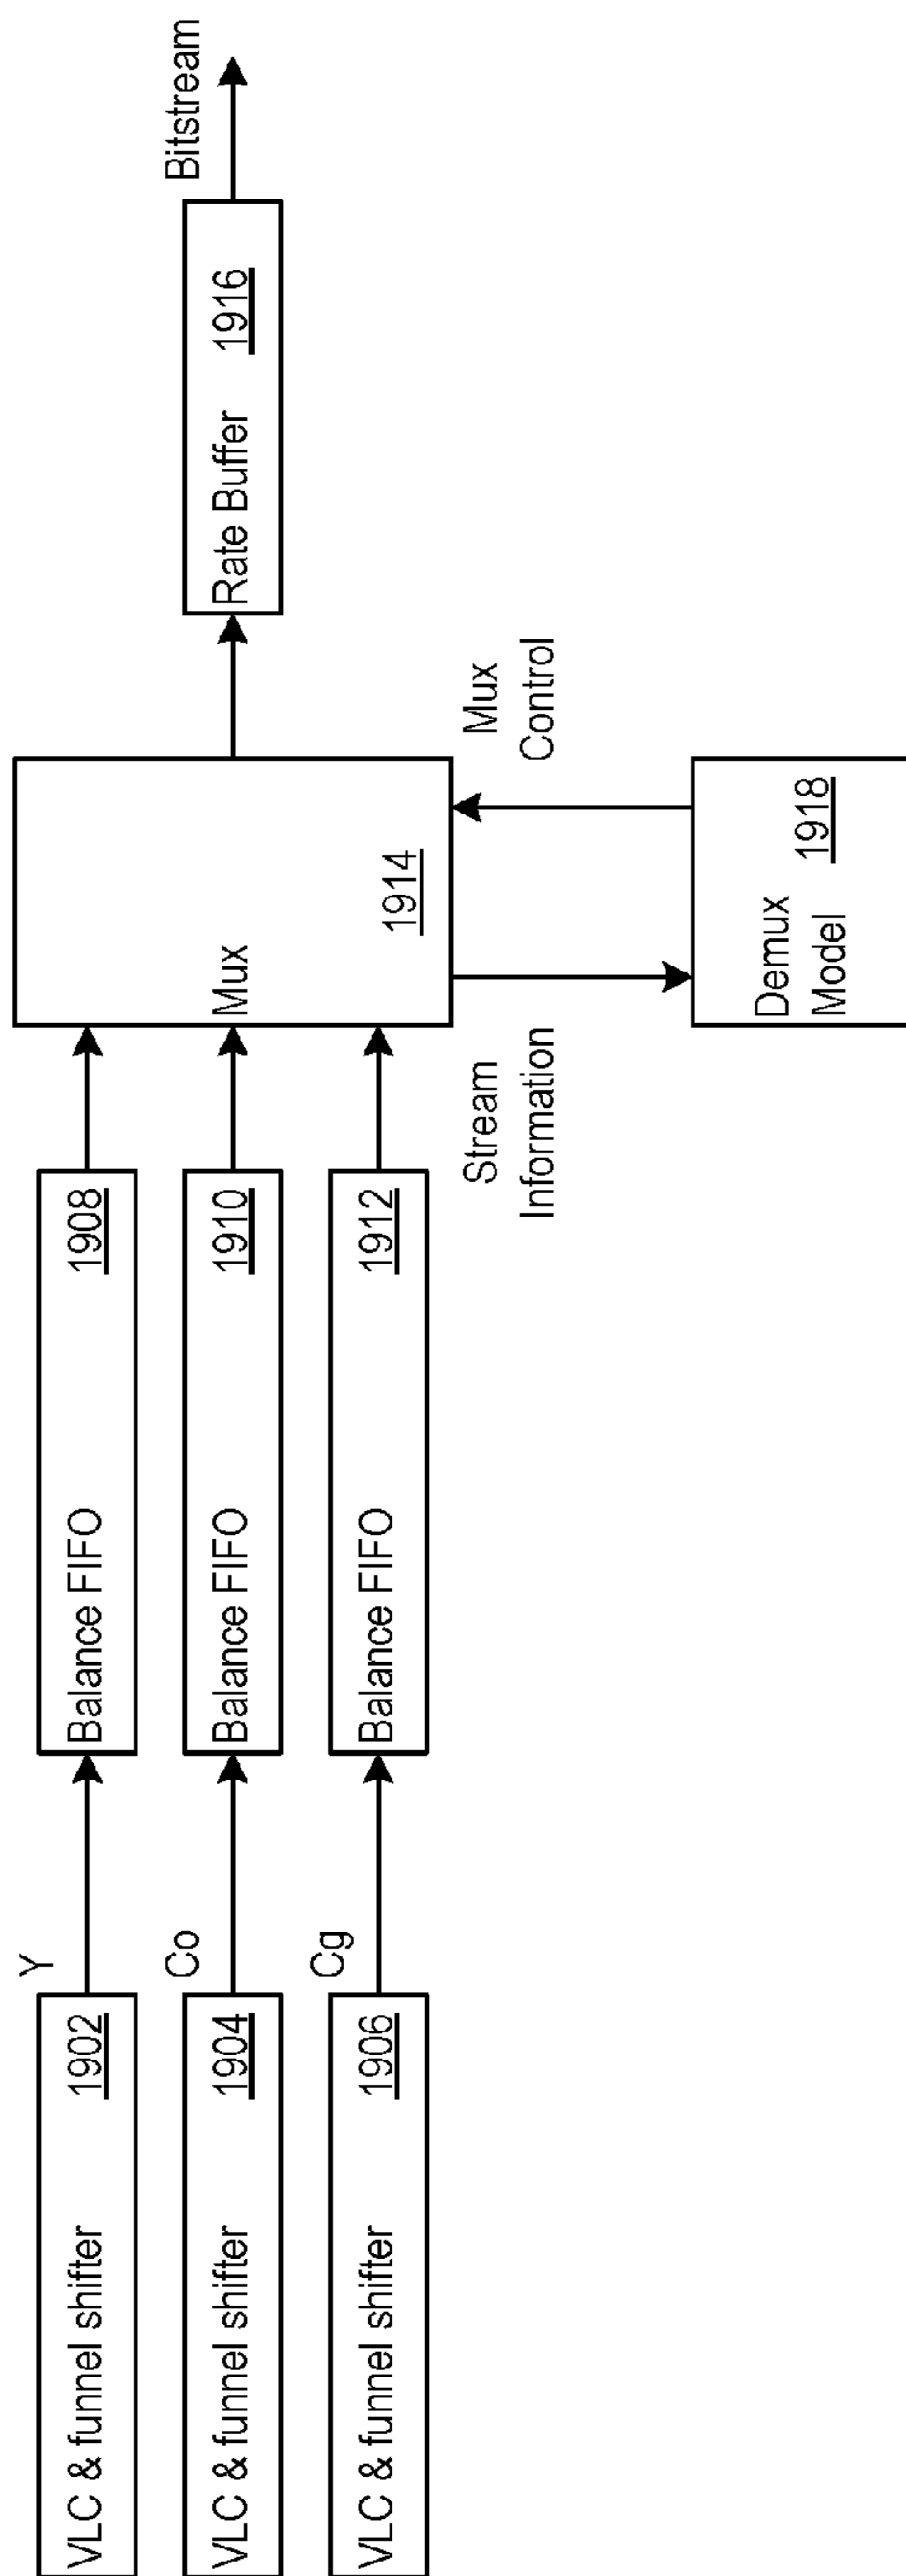 VLC & funnel shifter 1902
Y
Balance FIFO 1908
VLC & funnel shifter 1904
Co
Balance FIFO 1910
VLC & funnel shifter 1906
Cg
Balance FIFO 1912
Mux
1914
Rate Buffer 1916
Bitstream
Stream
Information
Mux
Control
Demux
Model 1918